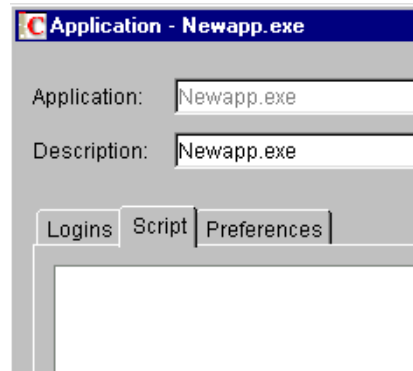 C Application - Newapp.exe
Application: Newapp.exe
Description: Newapp.exe
Logins Script Preferences